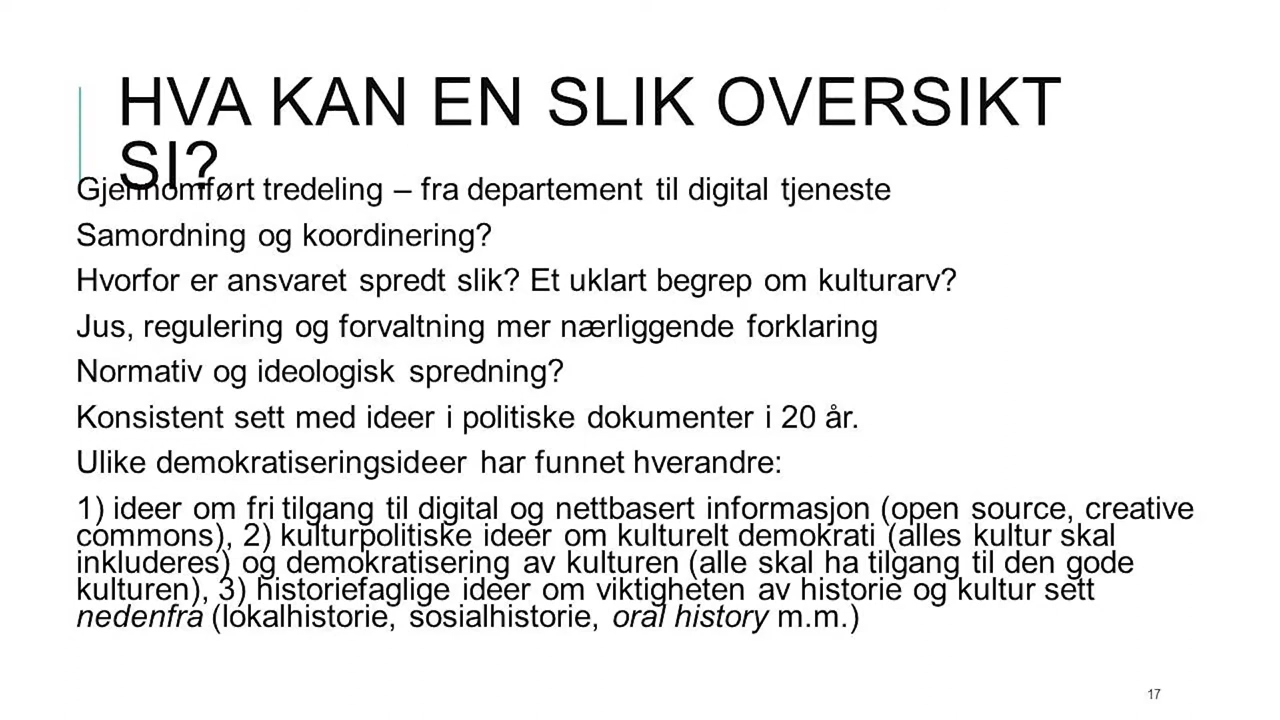 HVA KAN EN SLIK OVERSIKT
SI?
Gjennomført tredeling – fra departement til digital tjeneste
Samordning og koordinering?
Hvorfor er ansvaret spredt slik? Et uklart begrep om kulturarv?
Jus, regulering og forvaltning mer nærliggende forklaring
Normativ og ideologisk spredning?
Konsistent sett med ideer i politiske dokumenter i 20 år.
Ulike demokratiseringsideer har funnet hverandre:
1) ideer om fri tilgang til digital og nettbasert informasjon (open source, creative
commons), 2) kulturpolitiske ideer om kulturelt demokrati (alles kultur skal
inkluderes) og demokratisering av kulturen (alle skal ha tilgang til den gode
kulturen), 3) historiefaglige ideer om viktigheten av historie og kultur sett
nedenfra (lokalhistorie, sosialhistorie, oral history m.m.)
17